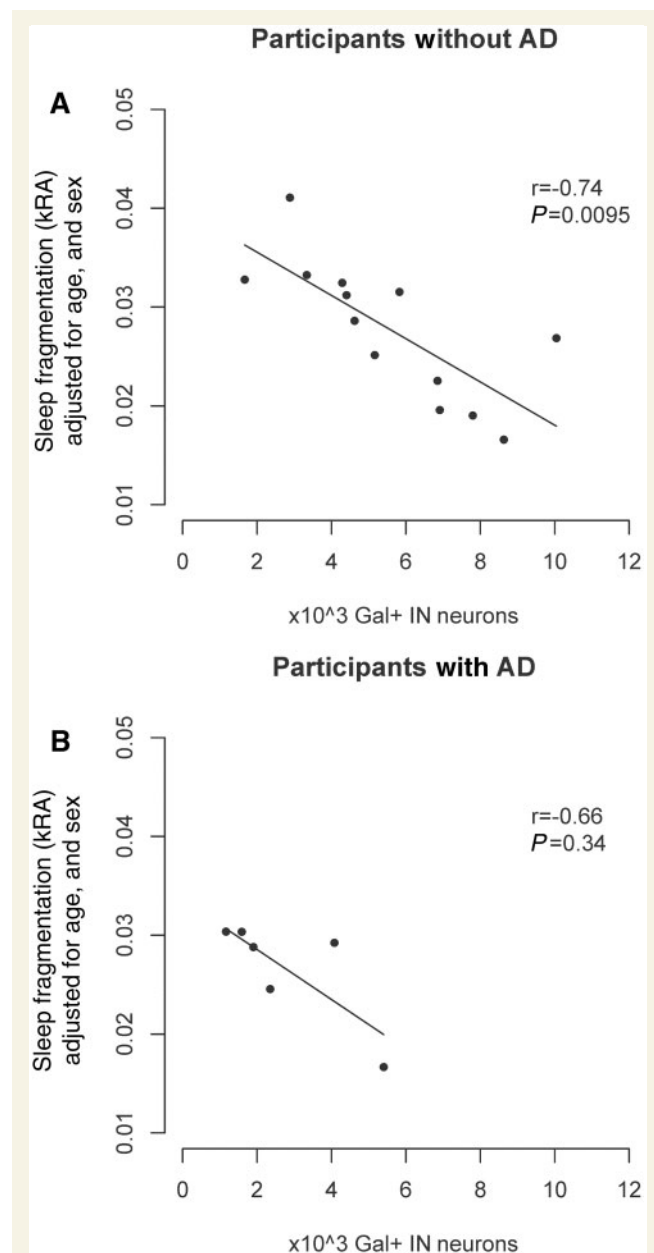 Participants without AD
A
Sleep fragmentation (kRA)
adjusted for age, and sex
0.05
0.04
0.03
0.02
0.01
r=-0.74
P=0.0095
0 2 4 6 8 10 12
x10^3 Gal+ IN neurons
Participants with AD
B
Sleep fragmentation (kRA)
adjusted for age, and sex
0.05
0.04
0.03
0.02
0.01
r=-0.66
P=0.34
0 2 4 6 8 10 12
x10^3 Gal+ IN neurons